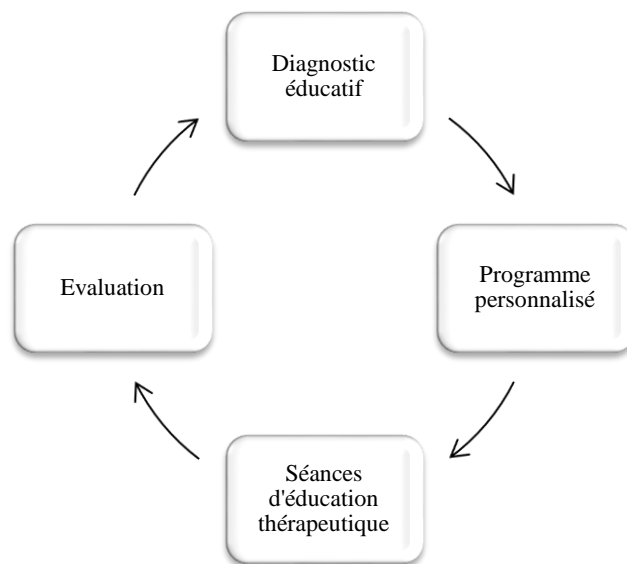 Diagnostic
éducatif
Programme
personnalisé
Séances
d'éducation
thérapeutique
Evaluation